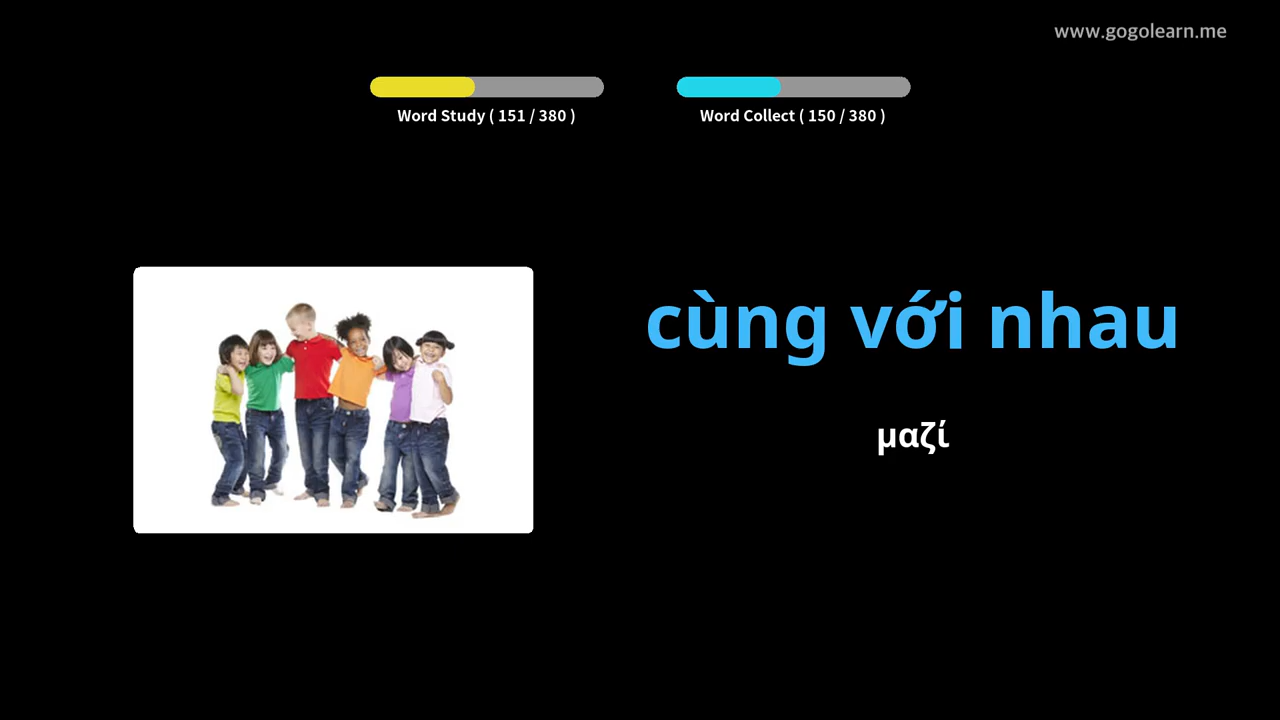 www.gogolearn.me
Word Study ( 151 / 380 )
Word Collect ( 150 / 380 )
cùng với nhau
μαζί